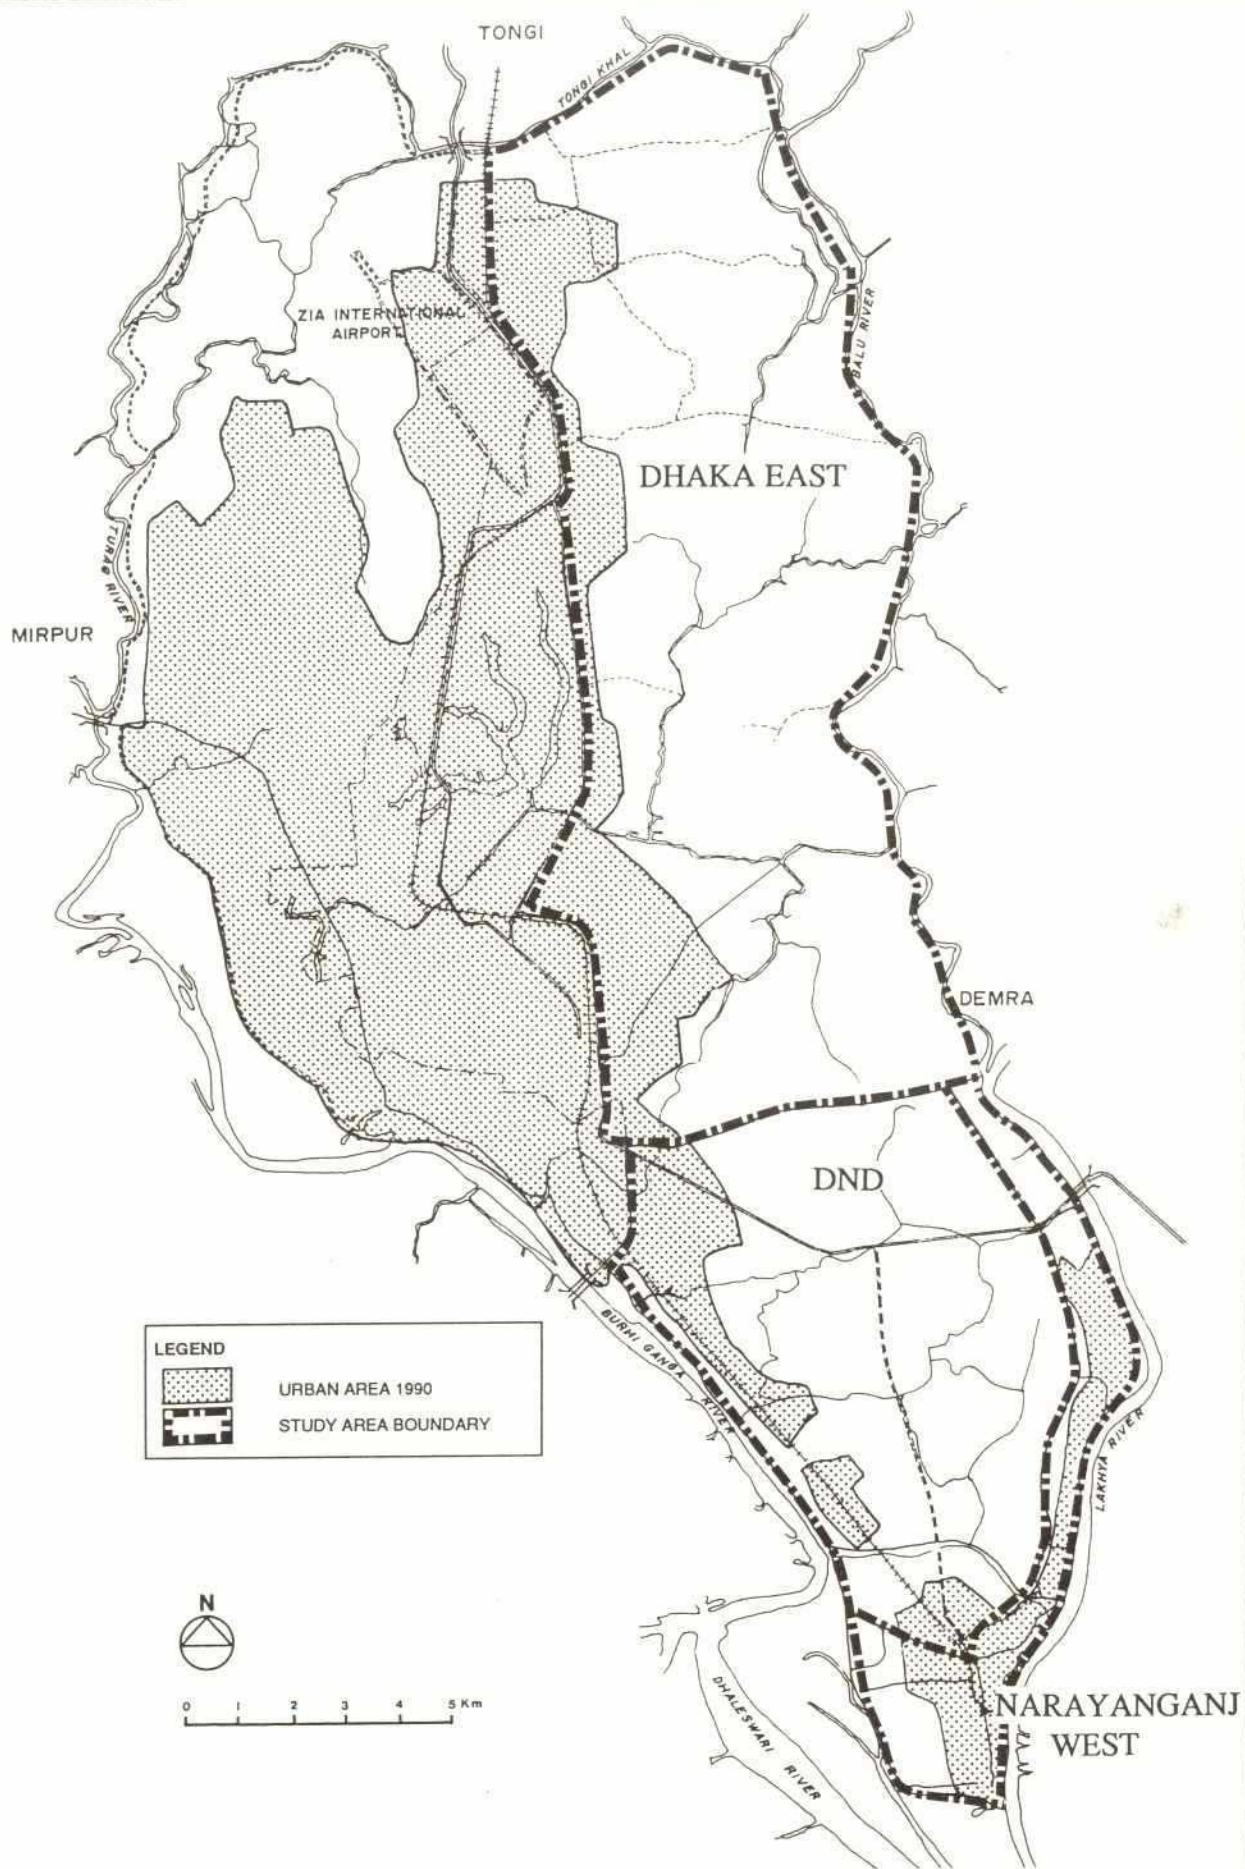 TONGI
TONGI KHAL
ZIA INTERNATIONAL
AIRPORT
BALU RIVER
DHAKA EAST
TURAG RIVER
MIRPUR
DEMRA
DND
BURHI GANGA RIVER
LEGEND
URBAN AREA 1990
STUDY AREA BOUNDARY
LAKHYA RIVER
N
0 1 2 3 4 5 Km
DHALESWARI RIVER
NARAYANGANJ
WEST